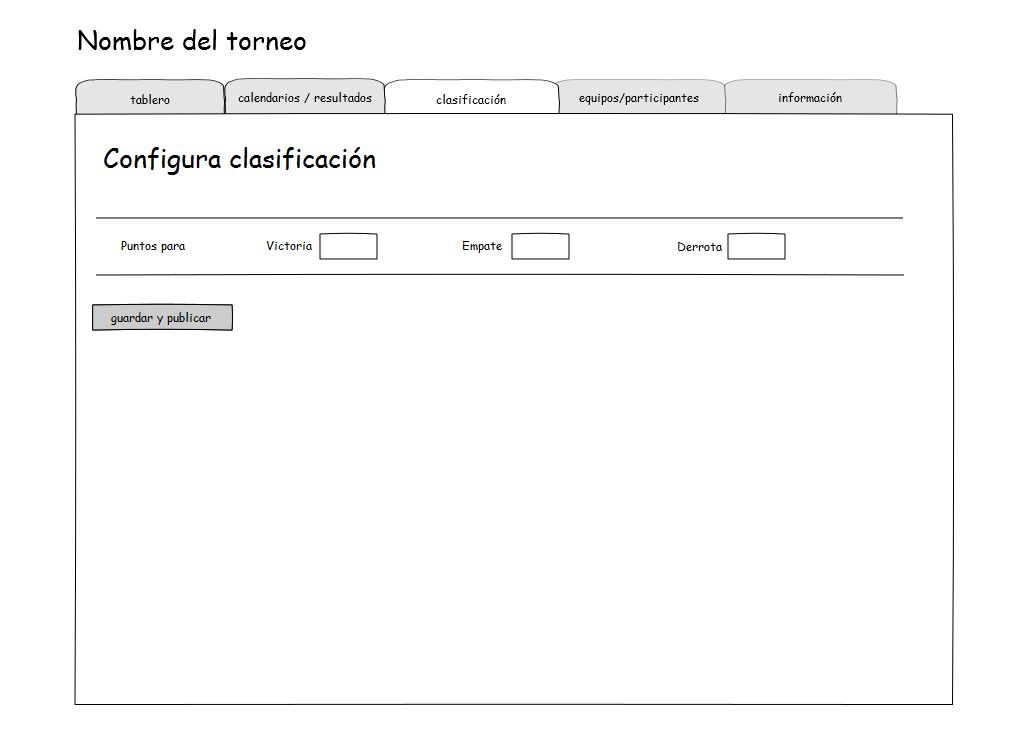 Nombre del torneo
tablero calendarios / resultados clasificación equipos/participantes información
Configura clasificación
Puntos para Victoria Empate Derrota
guardar y publicar